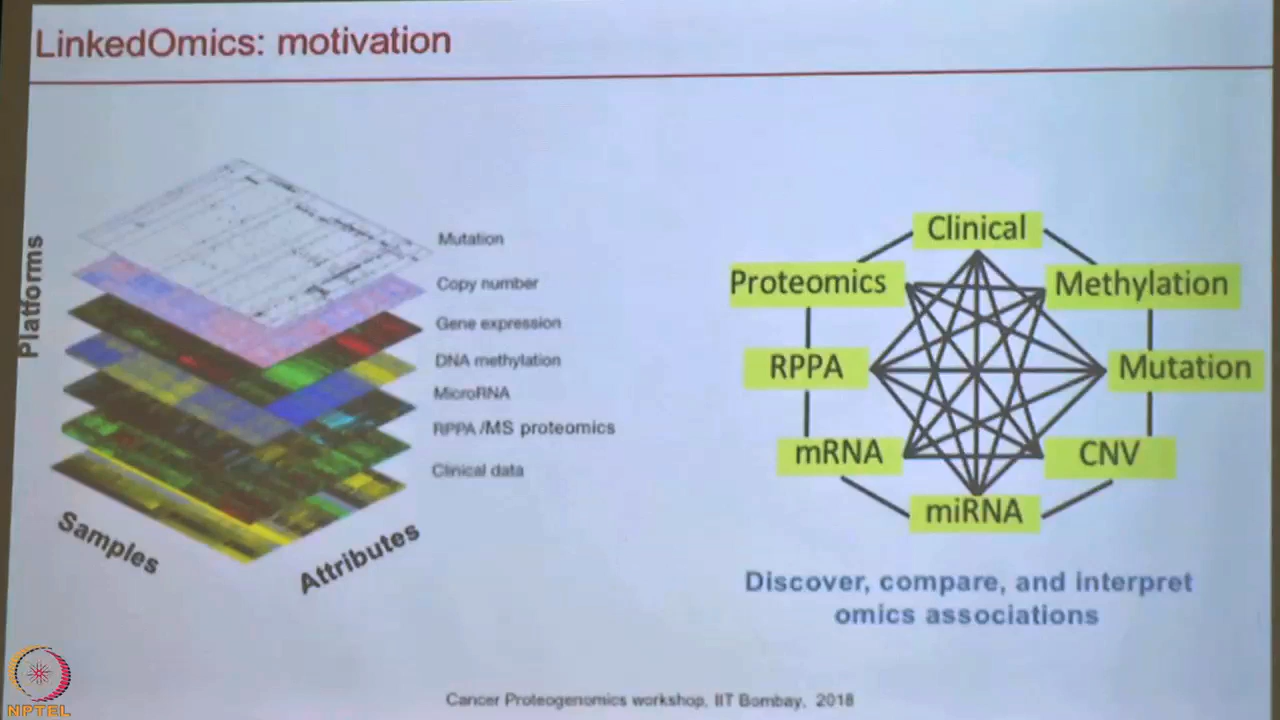 LinkedOmics: motivation
Platforms
Mutation
Copy number
Gene expression
DNA methylation
MicroRNA
RPPA/MS proteomics
Clinical data
Samples
Attributes
Clinical
Proteomics
Methylation
RPPA
Mutation
mRNA
CNV
miRNA
Discover, compare, and interpret
omics associations
Cancer Proteogenomics workshop, IIT Bombay, 2018
NPTEL